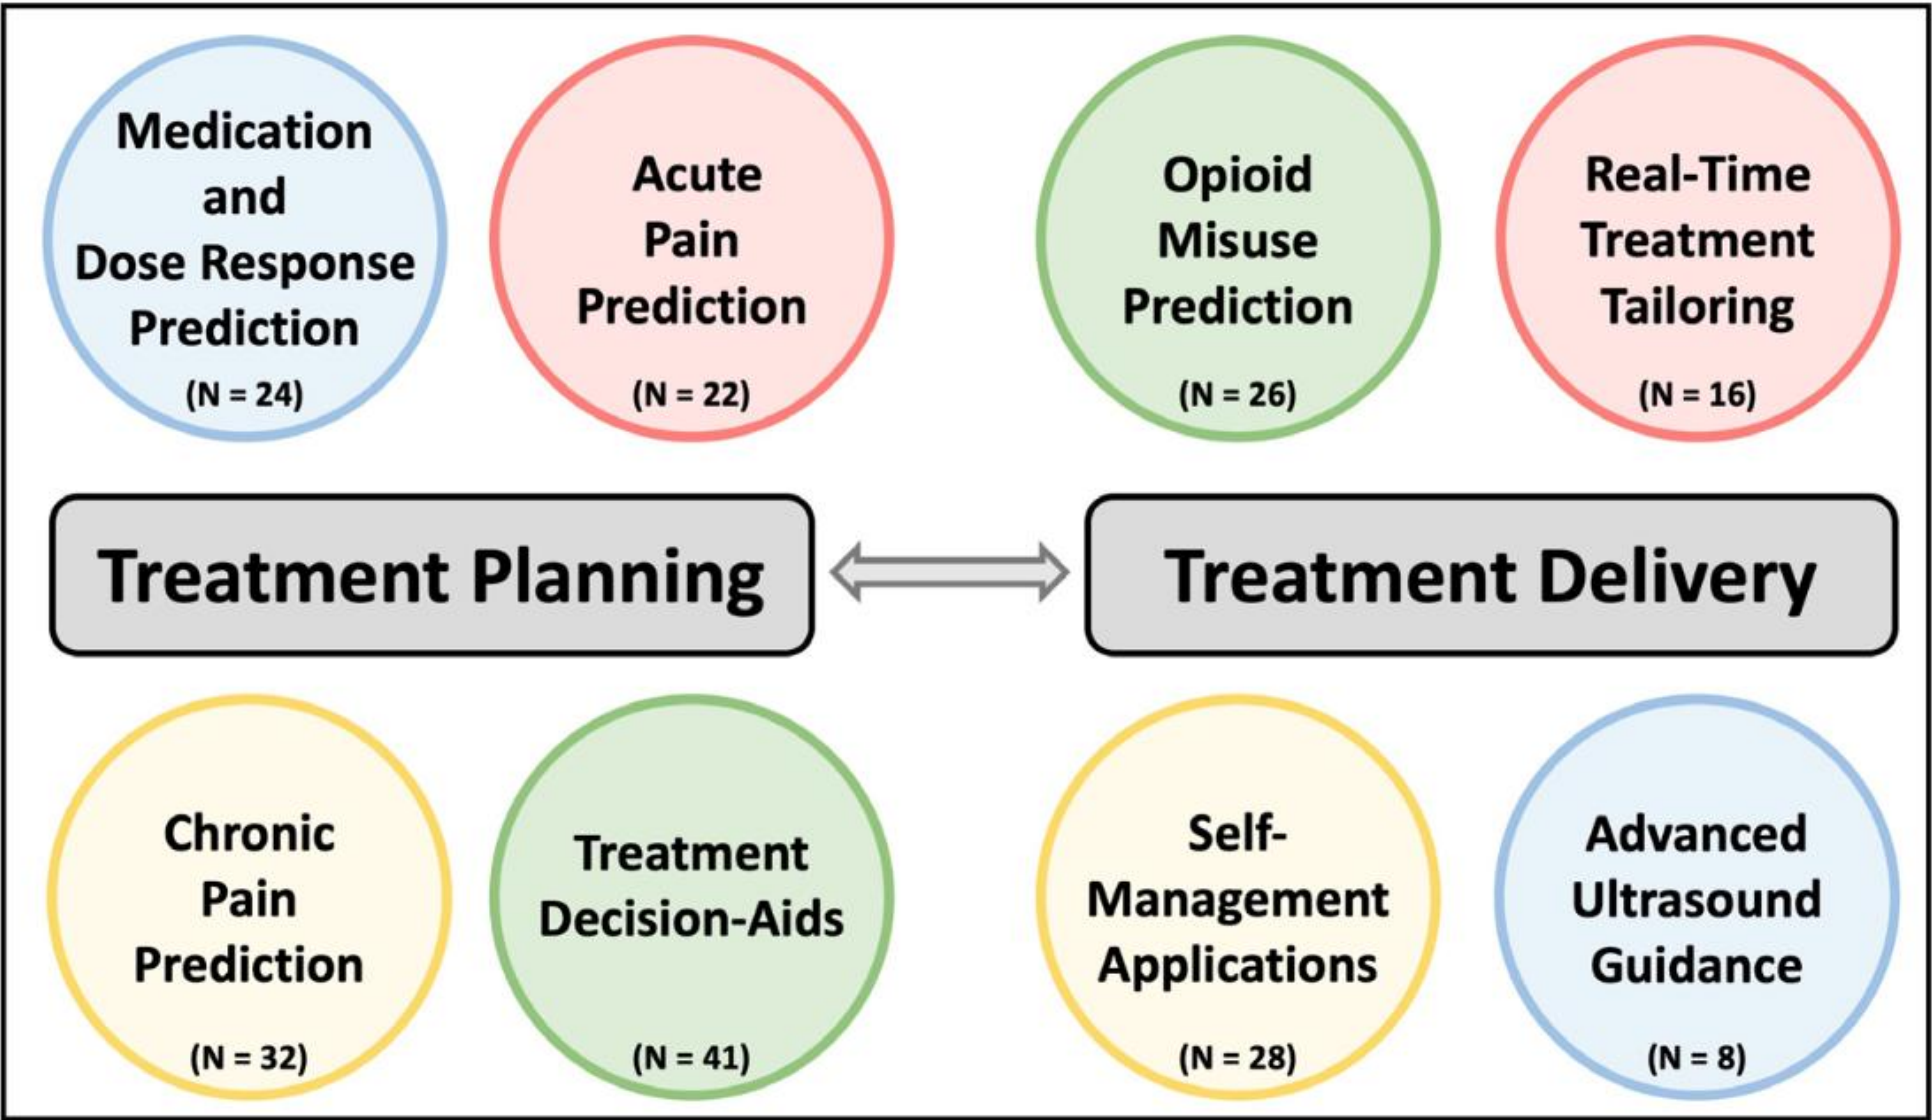 Medication
and
Dose Response
Prediction
(N = 24)
Acute
Pain
Prediction
(N = 22)
Opioid
Misuse
Prediction
(N = 26)
Real-Time
Treatment
Tailoring
(N = 16)
Treatment Planning
Treatment Delivery
Chronic
Pain
Prediction
(N = 32)
Treatment
Decision-Aids
(N = 41)
Self-
Management
Applications
(N = 28)
Advanced
Ultrasound
Guidance
(N = 8)